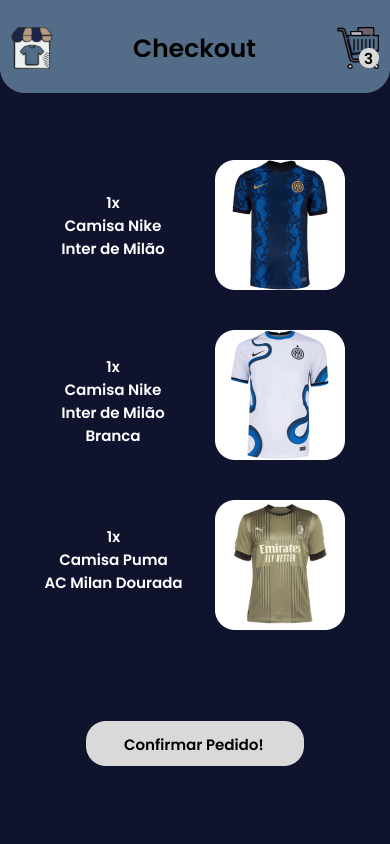 Checkout
3
1x
Camisa Nike
Inter de Milão
1x
Camisa Nike
Inter de Milão
Branca
1x
Camisa Puma
AC Milan Dourada
Emirates
FLY BETTER
Confirmar Pedido!